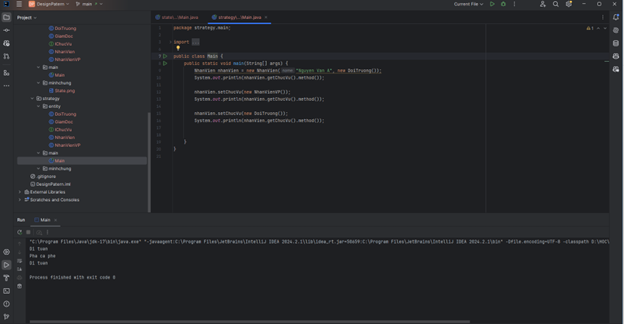 DesignPatern
main
Current File
Project
state\...\Main.java
strategy\...\Main.java
DoiTruong
GiamDoc
IChucVu
NhanVien
NhanVienVP
main
Main
minhchung
State.png
strategy
entity
DoiTruong
GiamDoc
IChucVu
NhanVien
NhanVienVP
main
Main
minhchung
.gitignore
DesignPatern.iml
External Libraries
Scratches and Consoles
package strategy.main;
import ...
public class Main {
public static void main(String[] args) {
NhanVien nhanVien = new NhanVien("Nguyen Van A", new DoiTruong());
System.out.println(nhanVien.getChucVu().method());
nhanVien.setChucVu(new NhanVienVP());
System.out.println(nhanVien.getChucVu().method());
nhanVien.setChucVu(new DoiTruong());
System.out.println(nhanVien.getChucVu().method());
}
}
Run
Main
"C:\Program Files\Java\jdk-17\bin\java.exe" "-javaagent:C:\Program Files\JetBrains\IntelliJ IDEA 2024.2.1\lib\idea_rt.jar=50659:C:\Program Files\JetBrains\IntelliJ IDEA 2024.2.1\bin" -Dfile.encoding=UTF-8 -classpath
Di tuan
Pha ca phe
Di tuan
Process finished with exit code 0